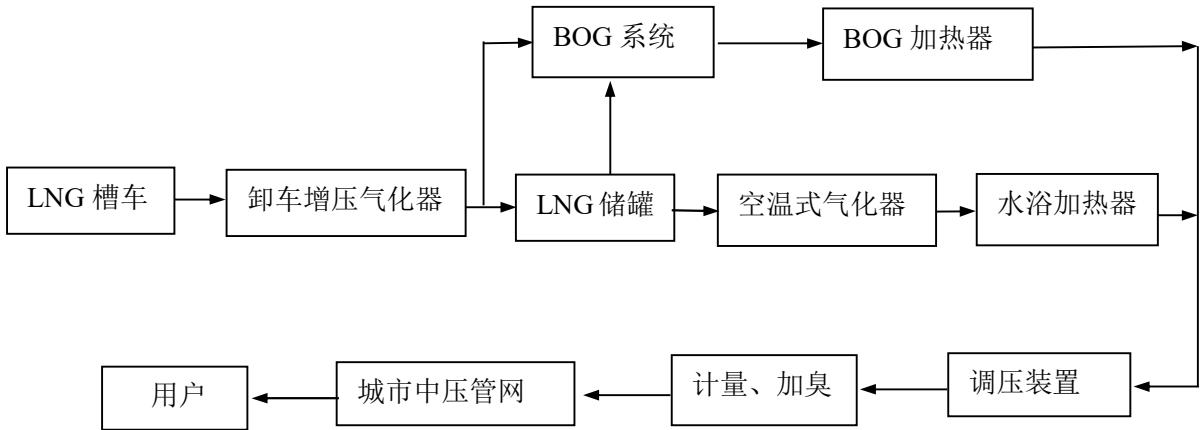 BOG 系统
BOG 加热器
LNG 槽车
卸车增压气化器
LNG 储罐
空温式气化器
水浴加热器
用户
城市中压管网
计量、加臭
调压装置